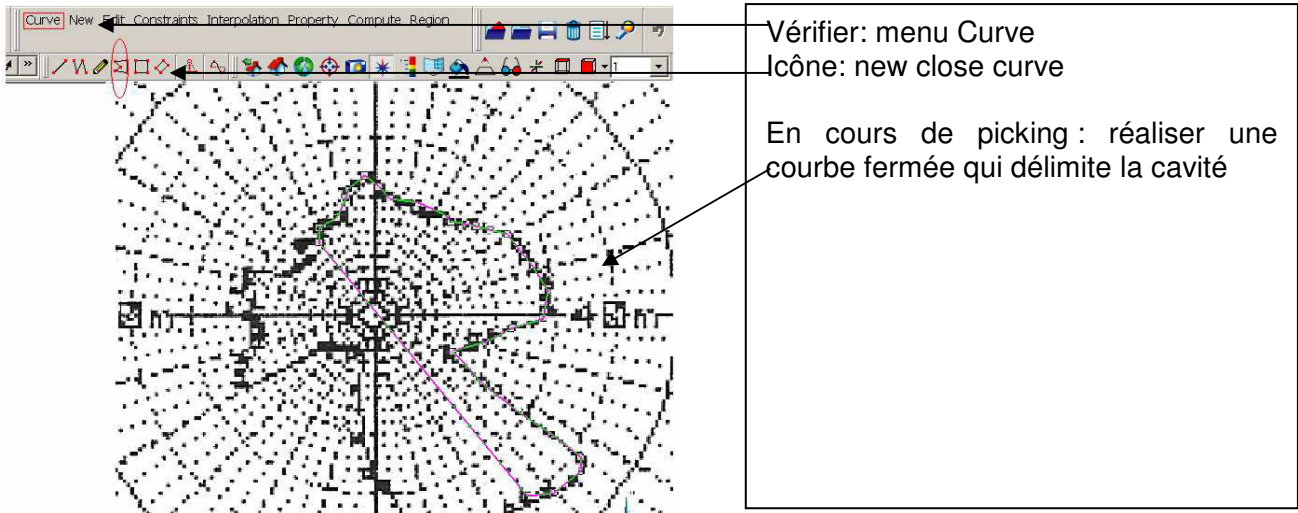 Curve New Edit Constraints Interpolation Property Compute Region
»
1
Vérifier: menu Curve
Icône: new close curve
En cours de picking : réaliser une
courbe fermée qui délimite la cavité